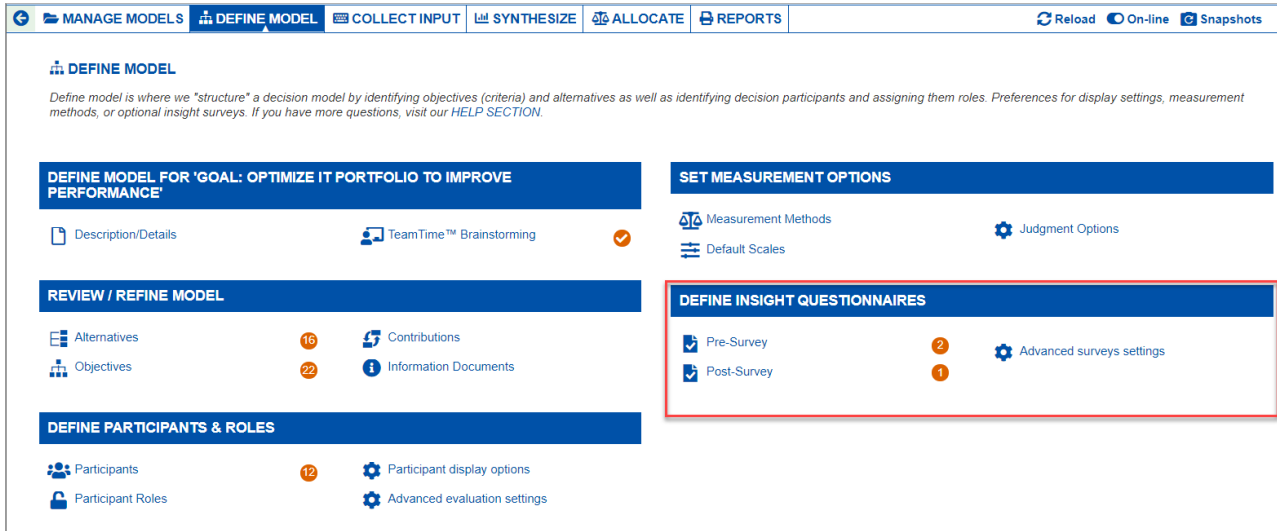 MANAGE MODELS DEFINE MODEL COLLECT INPUT SYNTHESIZE ALLOCATE REPORTS Reload On-line Snapshots
DEFINE MODEL
Define model is where we "structure" a decision model by identifying objectives (criteria) and alternatives as well as identifying decision participants and assigning them roles. Preferences for display settings, measurement
methods, or optional insight surveys. If you have more questions, visit our HELP SECTION.
DEFINE MODEL FOR 'GOAL: OPTIMIZE IT PORTFOLIO TO IMPROVE
PERFORMANCE'
Description/Details
TeamTime™ Brainstorming
REVIEW / REFINE MODEL
Alternatives 16
Objectives 22
Contributions
Information Documents
DEFINE PARTICIPANTS & ROLES
Participants 12
Participant Roles
Participant display options
Advanced evaluation settings
SET MEASUREMENT OPTIONS
Measurement Methods
Default Scales
Judgment Options
DEFINE INSIGHT QUESTIONNAIRES
Pre-Survey 2
Post-Survey 1
Advanced surveys settings